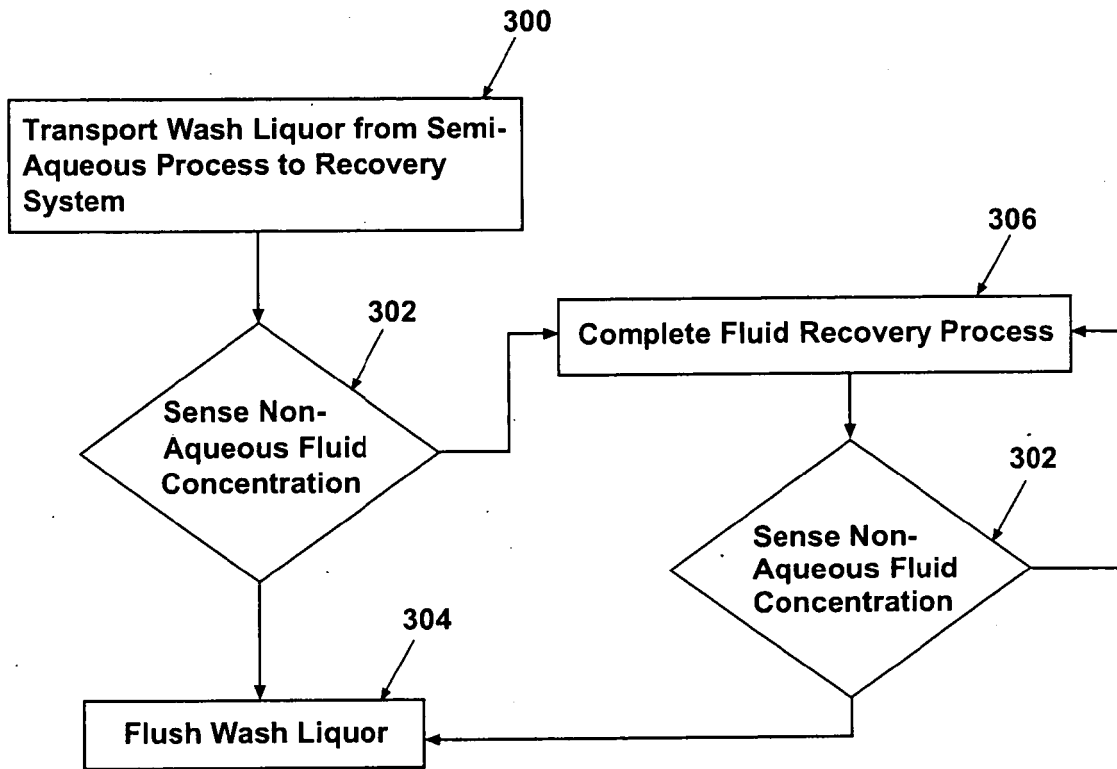 300
Transport Wash Liquor from Semi-
Aqueous Process to Recovery
System
302
Sense Non-
Aqueous Fluid
Concentration
304
Flush Wash Liquor
306
Complete Fluid Recovery Process
302
Sense Non-
Aqueous Fluid
Concentration